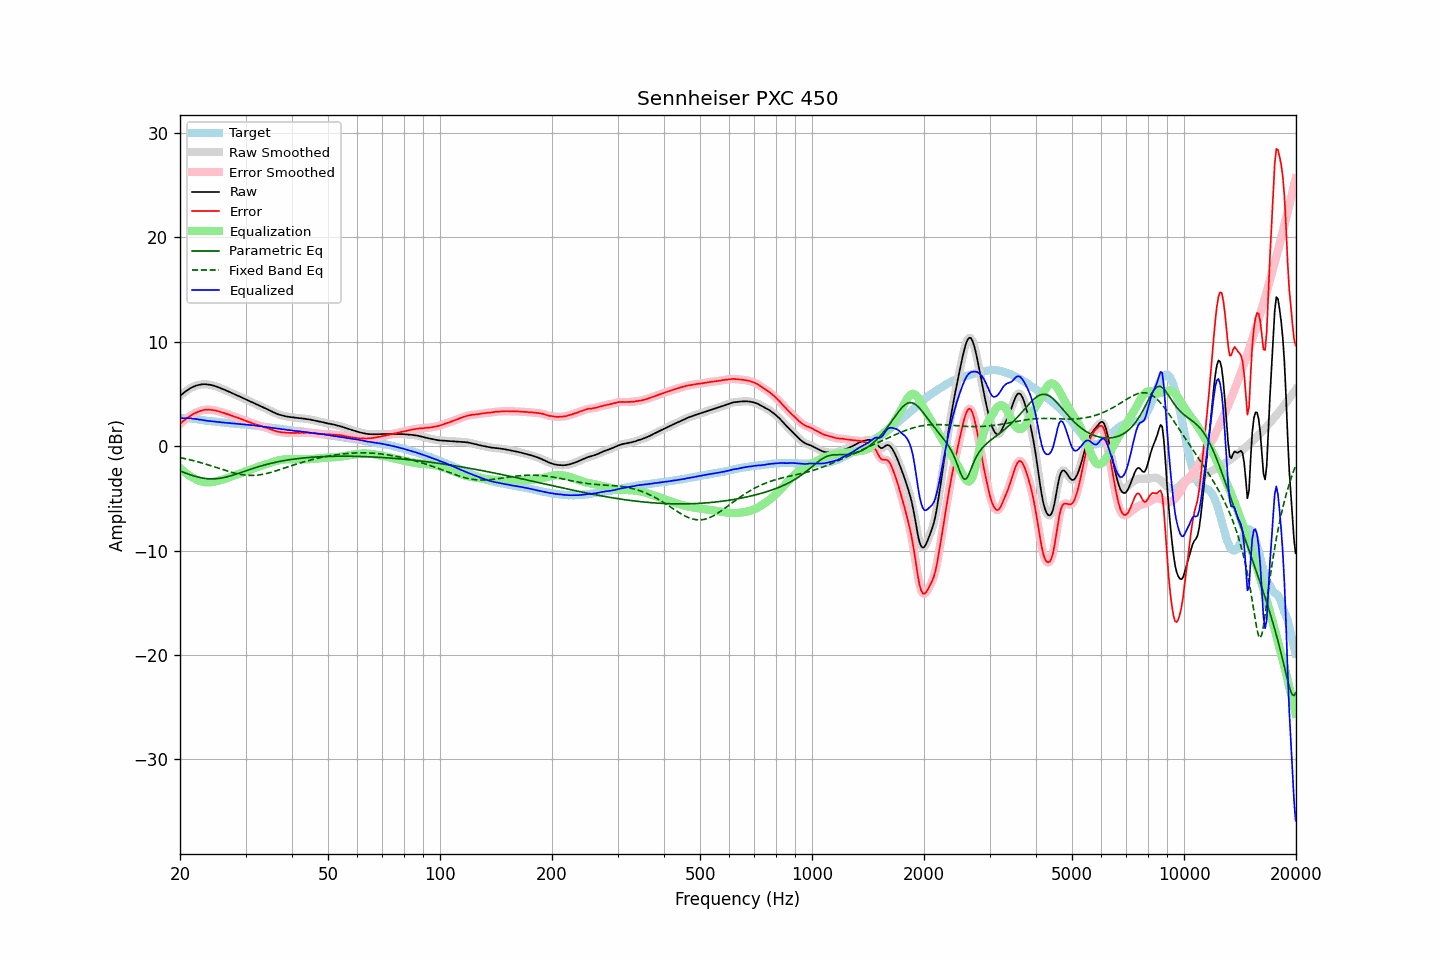 Sennheiser PXC 450
Target
Raw Smoothed
Error Smoothed
Raw
Error
Equalization
Parametric Eq
Fixed Band Eq
Equalized
Amplitude (dBr)
30
20
10
0
−10
−20
−30
20 50 100 200 500 1000 2000 5000 10000 20000
Frequency (Hz)